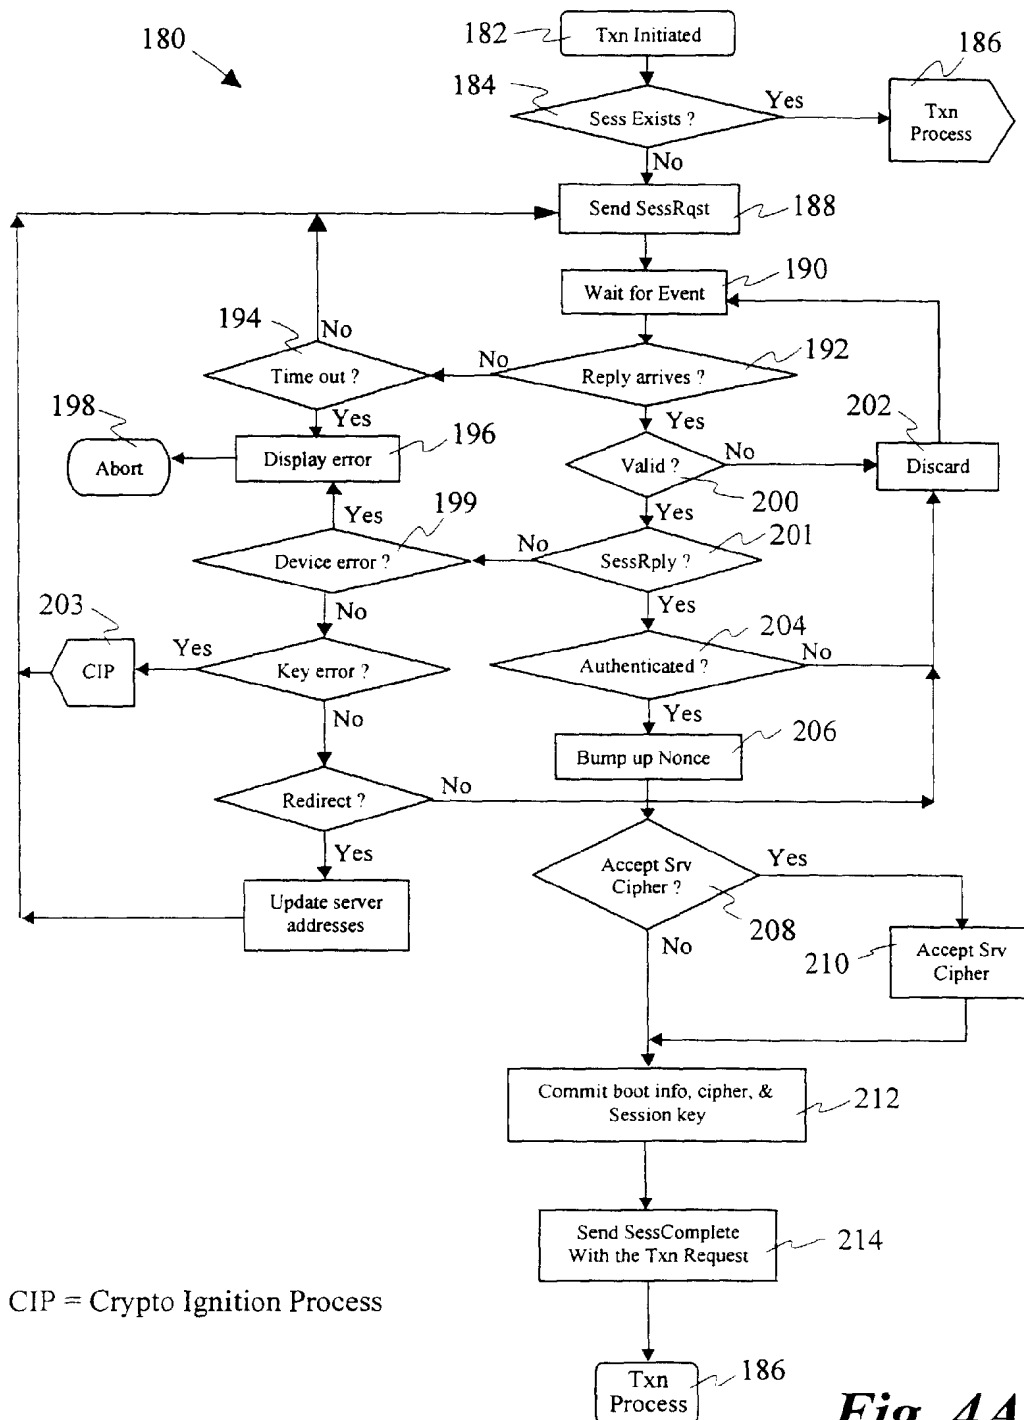 180
182
Txn Initiated
186
184
Sess Exists ?
Yes
Txn
Process
No
Send SessRqst
188
190
Wait for Event
194
No
192
Time out ?
No
Reply arrives ?
198
Yes
Yes
202
196
Abort
Display error
Valid ?
No
Discard
200
Yes
199
Yes
201
Device error ?
No
SessRply ?
203
No
Yes
204
Yes
CIP
Key error ?
Authenticated ?
No
No
Yes
206
Bump up Nonce
Redirect ?
No
Yes
Accept Srv
Cipher ?
Yes
Update server
addresses
208
No
210
Accept Srv
Cipher
Commit boot info, cipher, &
Session key
212
Send SessComplete
With the Txn Request
214
CIP = Crypto Ignition Process
Txn
Process
186
Fig. 4A